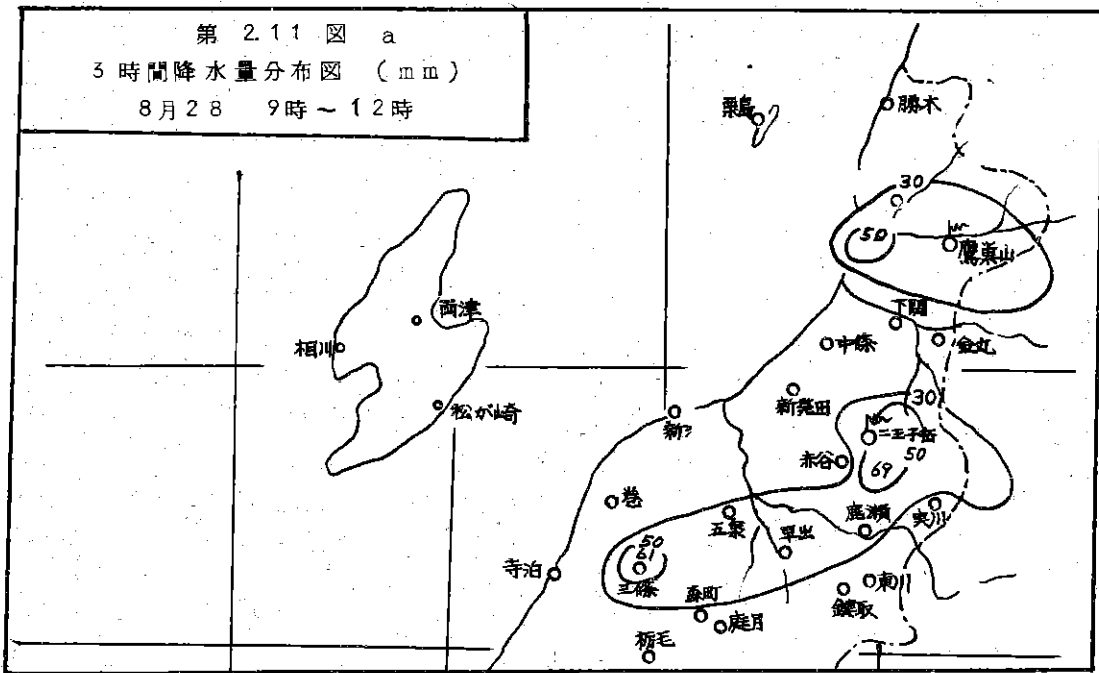 第 2.11 図 a
3時間降水量分布図 (mm)
8月28 9時~12時
粟島
勝木
30
50
鷹巣山
両津
下関
相川
中條
金丸
松が崎
新発田
30
新
二王子岳
赤谷
50
69
巻
五泉
鹿瀬
実川
早出
50
61
寺泊
三條
森町
東川
鍵取
庭月
栃毛